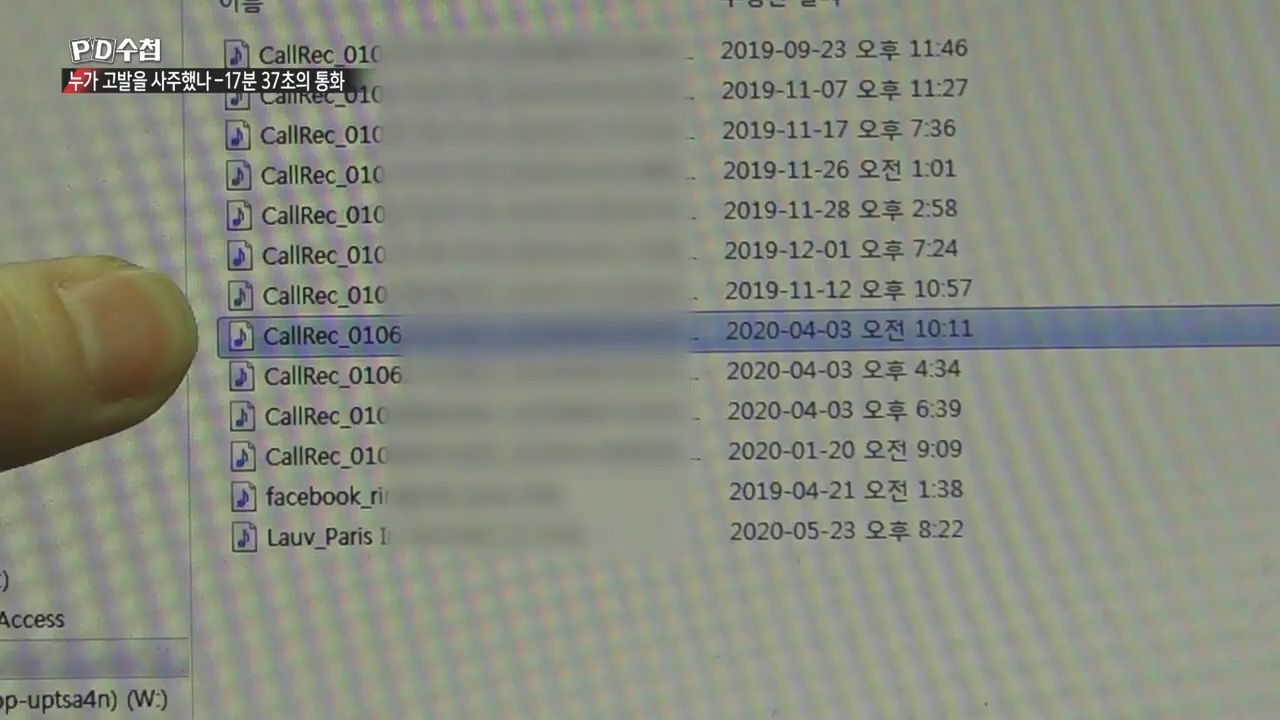 이름
PD수첩
누가 고발을 사주했나-17분 37초의 통화
CallRec_010 2019-09-23 오후 11:46
CallRec_010 2019-11-07 오후 11:27
CallRec_010 2019-11-17 오후 7:36
CallRec_010 2019-11-26 오전 1:01
CallRec_010 2019-11-28 오후 2:58
CallRec_010 2019-12-01 오후 7:24
CallRec_010 2019-11-12 오후 10:57
CallRec_0106 2020-04-03 오전 10:11
CallRec_0106 2020-04-03 오후 4:34
CallRec_010 2020-04-03 오후 6:39
CallRec_010 2020-01-20 오전 9:09
facebook_ri 2019-04-21 오전 1:38
Lauv_Paris 2020-05-23 오후 8:22
Access
op-uptsa4n) (W:)